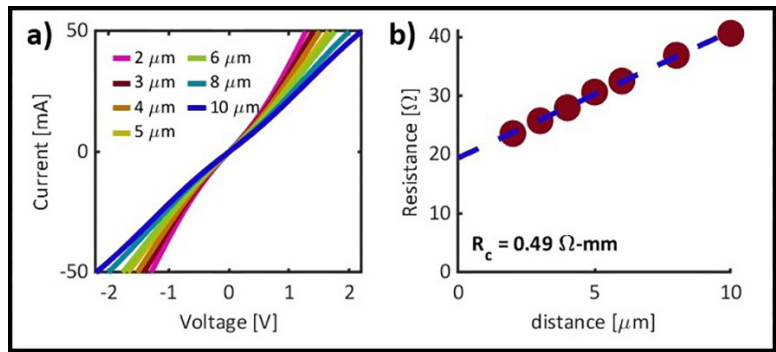 a)
50
0
-50
Current [mA]
-2 -1 0 1 2
Voltage [V]
2 μm
3 μm
4 μm
5 μm
6 μm
8 μm
10 μm
b)
40
30
20
10
0
Resistance [Ω]
0 5 10
distance [μm]
Rc = 0.49 Ω-mm